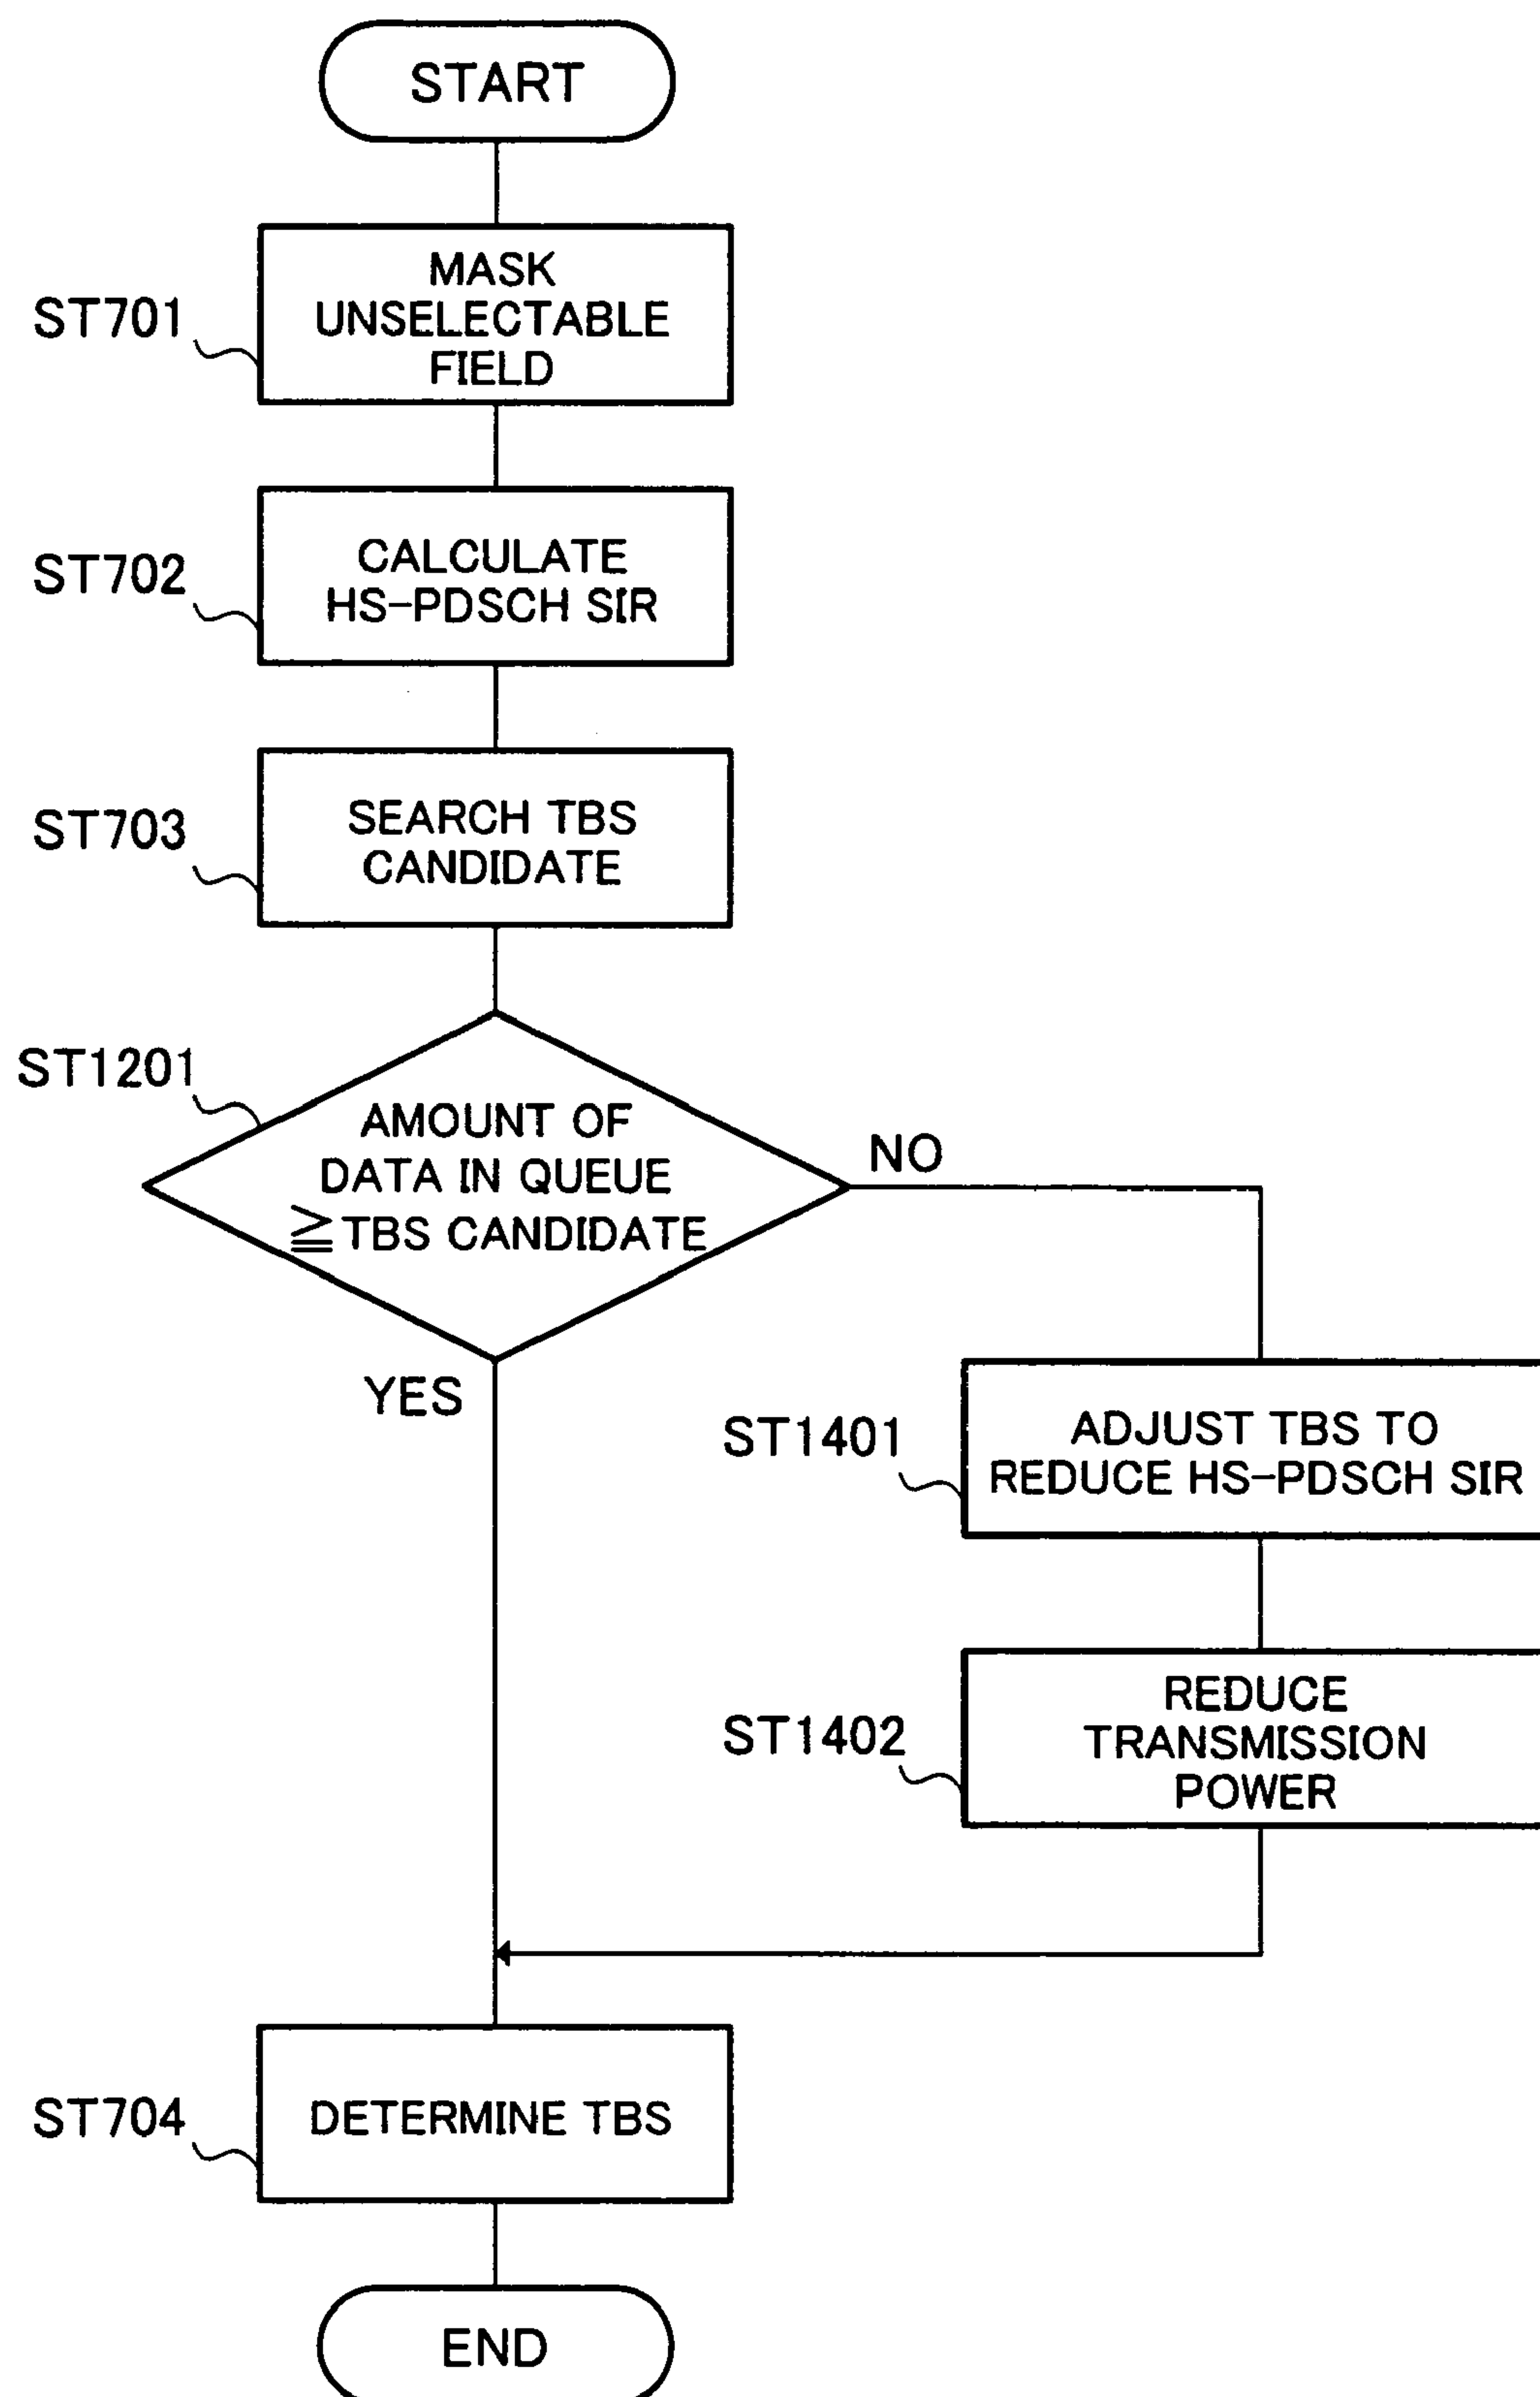 START
ST701
MASK
UNSELECTABLE
FIELD
ST702
CALCULATE
HS-PDSCH SIR
ST703
SEARCH TBS
CANDIDATE
ST1201
AMOUNT OF
DATA IN QUEUE
≧TBS CANDIDATE
NO
YES
ST1401
ADJUST TBS TO
REDUCE HS-PDSCH SIR
ST1402
REDUCE
TRANSMISSION
POWER
ST704
DETERMINE TBS
END